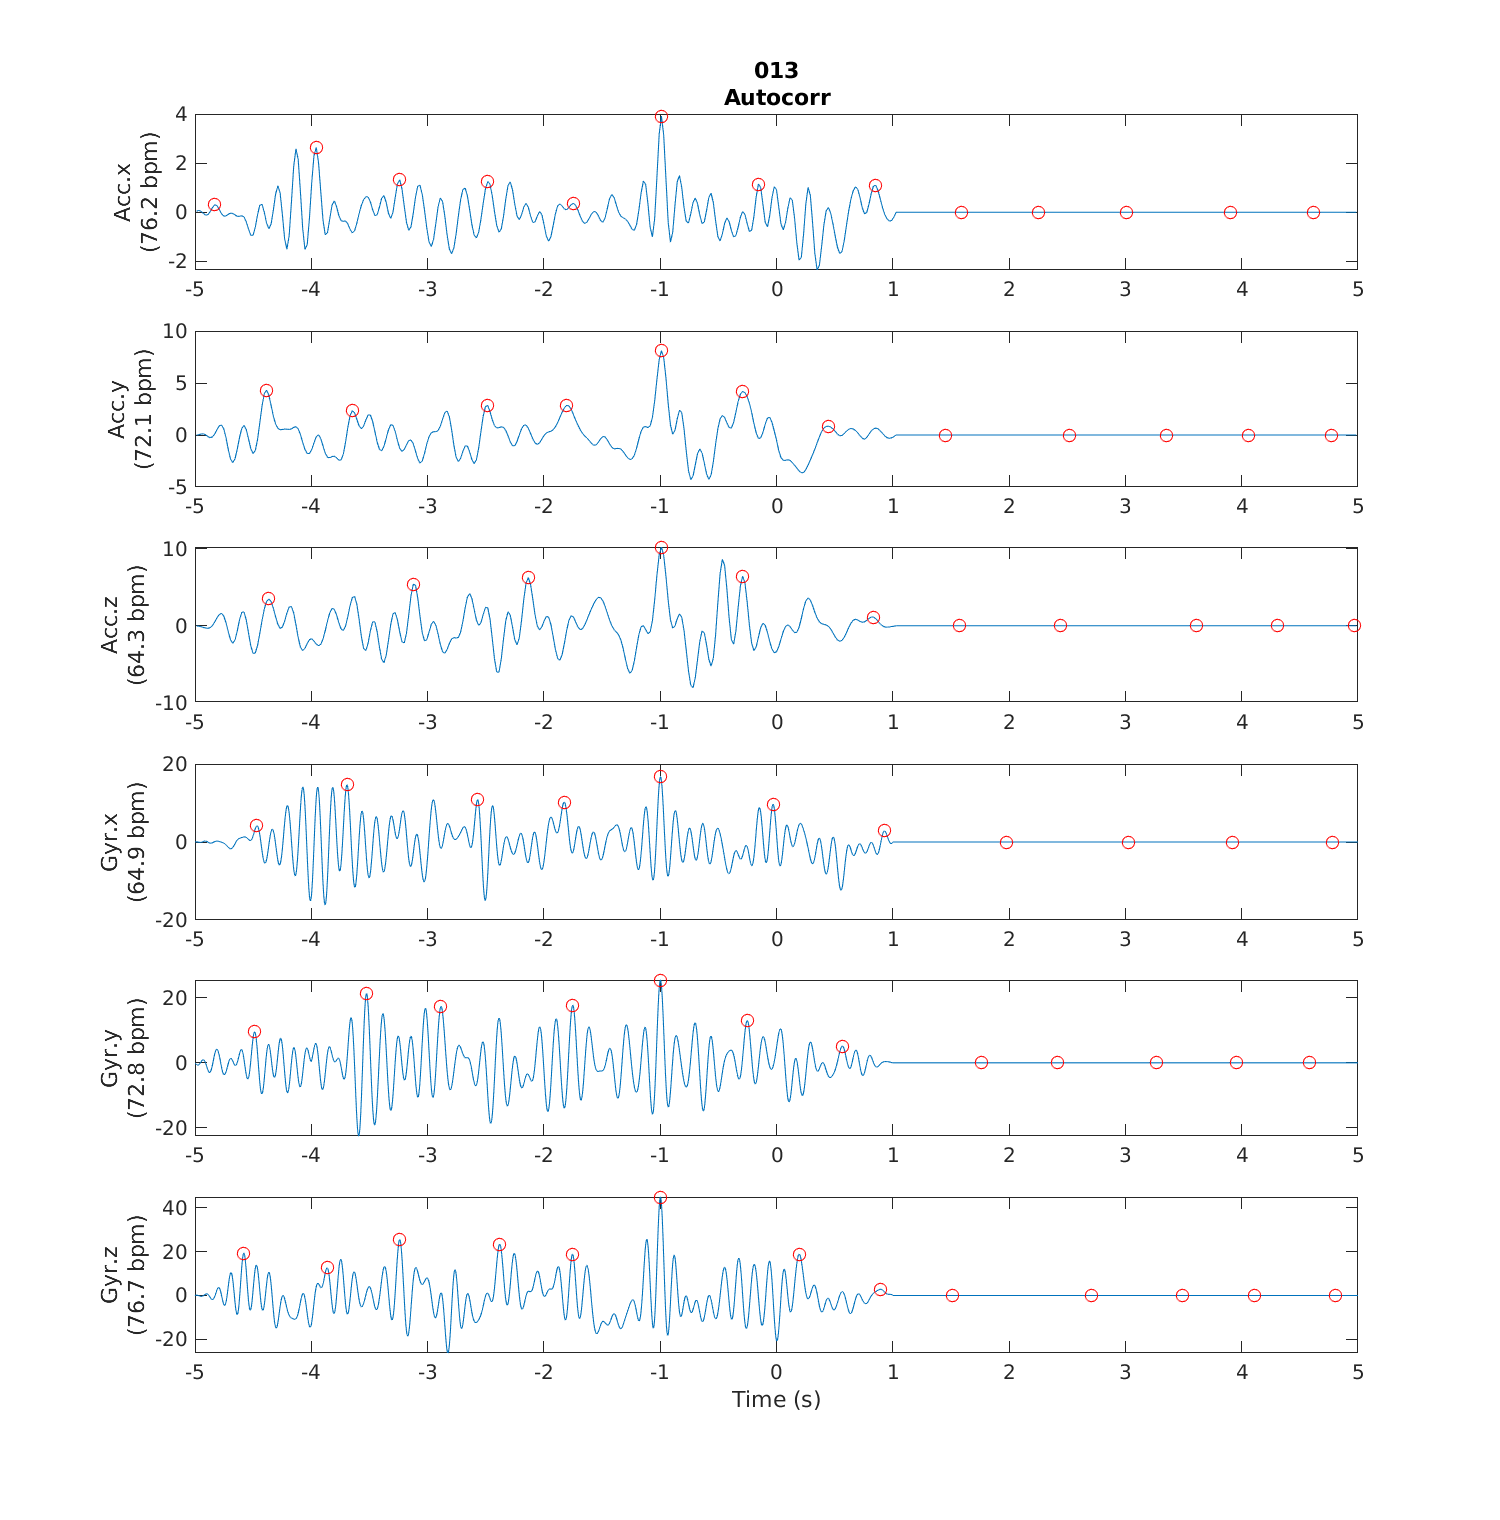 013
Autocorr
Acc.x
(76.2 bpm)
4
2
0
-2
-5 -4 -3 -2 -1 0 1 2 3 4 5
Acc.y
(72.1 bpm)
10
5
0
-5
-5 -4 -3 -2 -1 0 1 2 3 4 5
Acc.z
(64.3 bpm)
10
0
-10
-5 -4 -3 -2 -1 0 1 2 3 4 5
Gyr.x
(64.9 bpm)
20
0
-20
-5 -4 -3 -2 -1 0 1 2 3 4 5
Gyr.y
(72.8 bpm)
20
0
-20
-5 -4 -3 -2 -1 0 1 2 3 4 5
Gyr.z
(76.7 bpm)
40
20
0
-20
-5 -4 -3 -2 -1 0 1 2 3 4 5
Time (s)